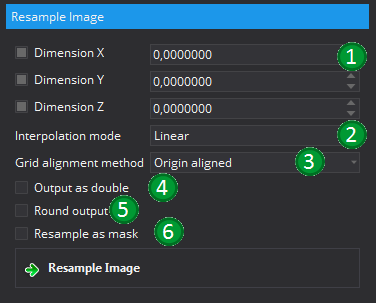 Resample Image
Dimension X 0,0000000 1
Dimension Y 0,0000000
Dimension Z 0,0000000
Interpolation mode Linear 2
Grid alignment method Origin aligned 3
Output as double 4
Round output 5
Resample as mask 6
Resample Image